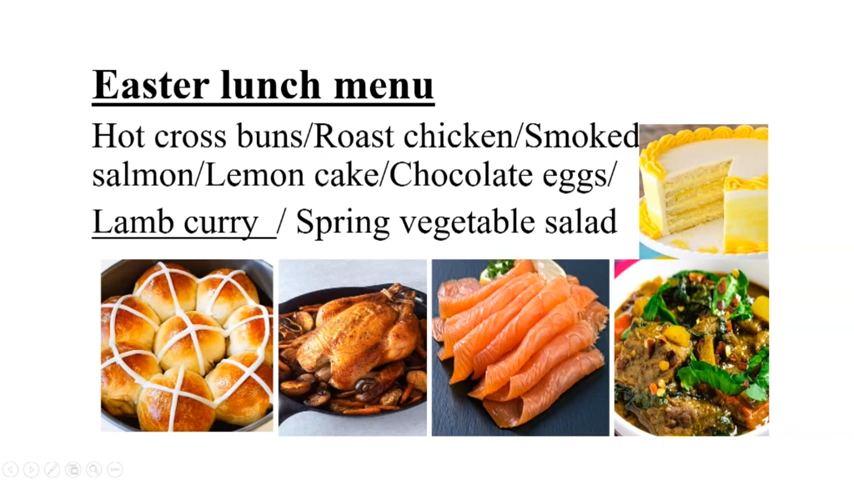 Easter lunch menu
Hot cross buns/Roast chicken/Smoked
salmon/Lemon cake/Chocolate eggs/
Lamb curry / Spring vegetable salad